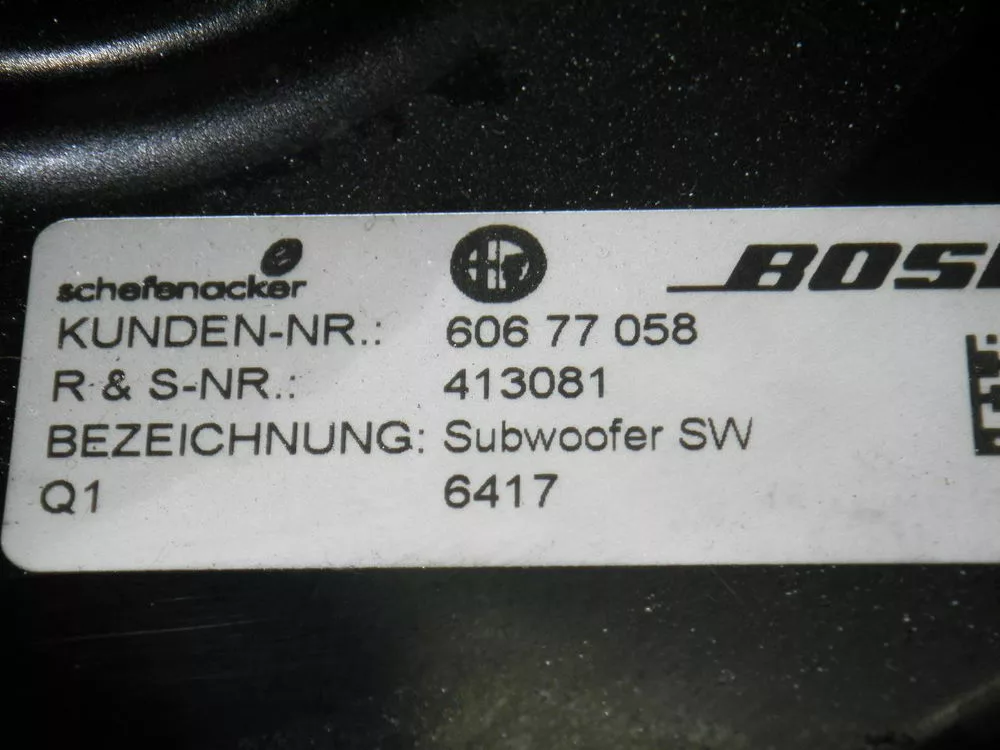 schefenacker
BOSE
KUNDEN-NR.: 606 77 058
R & S-NR.: 413081
BEZEICHNUNG: Subwoofer SW
Q1 6417